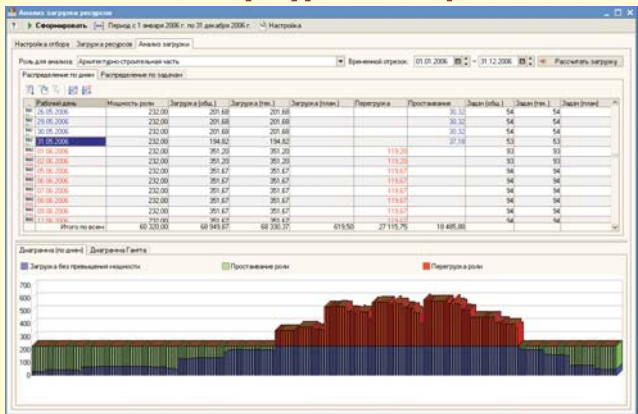 Анализ загрузки ресурсов
? Сформировать Период с 1 января 2006 г. по 31 декабря 2006 г. Настройка
Настройка отбора Загрузка ресурсов Анализ загрузки
Роль для анализа: Архитектурно-строительная часть Временной отрезок: 01.01.2006 - 31.12.2006 Рассчитать загрузку
Распределение по дням Распределение по задачам
Рабочий день Мощность роли Загрузка (общ.) Загрузка (тек.) Загрузка (план.) Перегрузка Простаивание Задач (общ.) Задач (тек.) Задач (план)
26.05.2006 232,00 201,68 201,68 30,32 54 54
29.05.2006 232,00 201,68 201,68 30,32 54 54
30.05.2006 232,00 201,68 201,68 30,32 54 54
31.05.2006 232,00 194,82 194,82 37,18 53 53
01.06.2006 232,00 351,20 351,20 119,20 93 93
02.06.2006 232,00 351,20 351,20 119,20 93 93
05.06.2006 232,00 351,67 351,67 119,67 94 94
06.06.2006 232,00 351,67 351,67 119,67 94 94
07.06.2006 232,00 351,67 351,67 119,67 94 94
08.06.2006 232,00 351,67 351,67 119,67 94 94
09.06.2006 232,00 351,67 351,67 119,67 94 94
232,00 351,67 351,67 119,67 94 94
Итого по всем 60 320,00 68 949,87 68 330,37 619,50 27 115,75 18 485,88
Диаграмма (по дням) Диаграмма Гантта
Загрузка без превышения мощности Простаивание роли Перегрузка роли
700
600
500
400
300
200
100
0